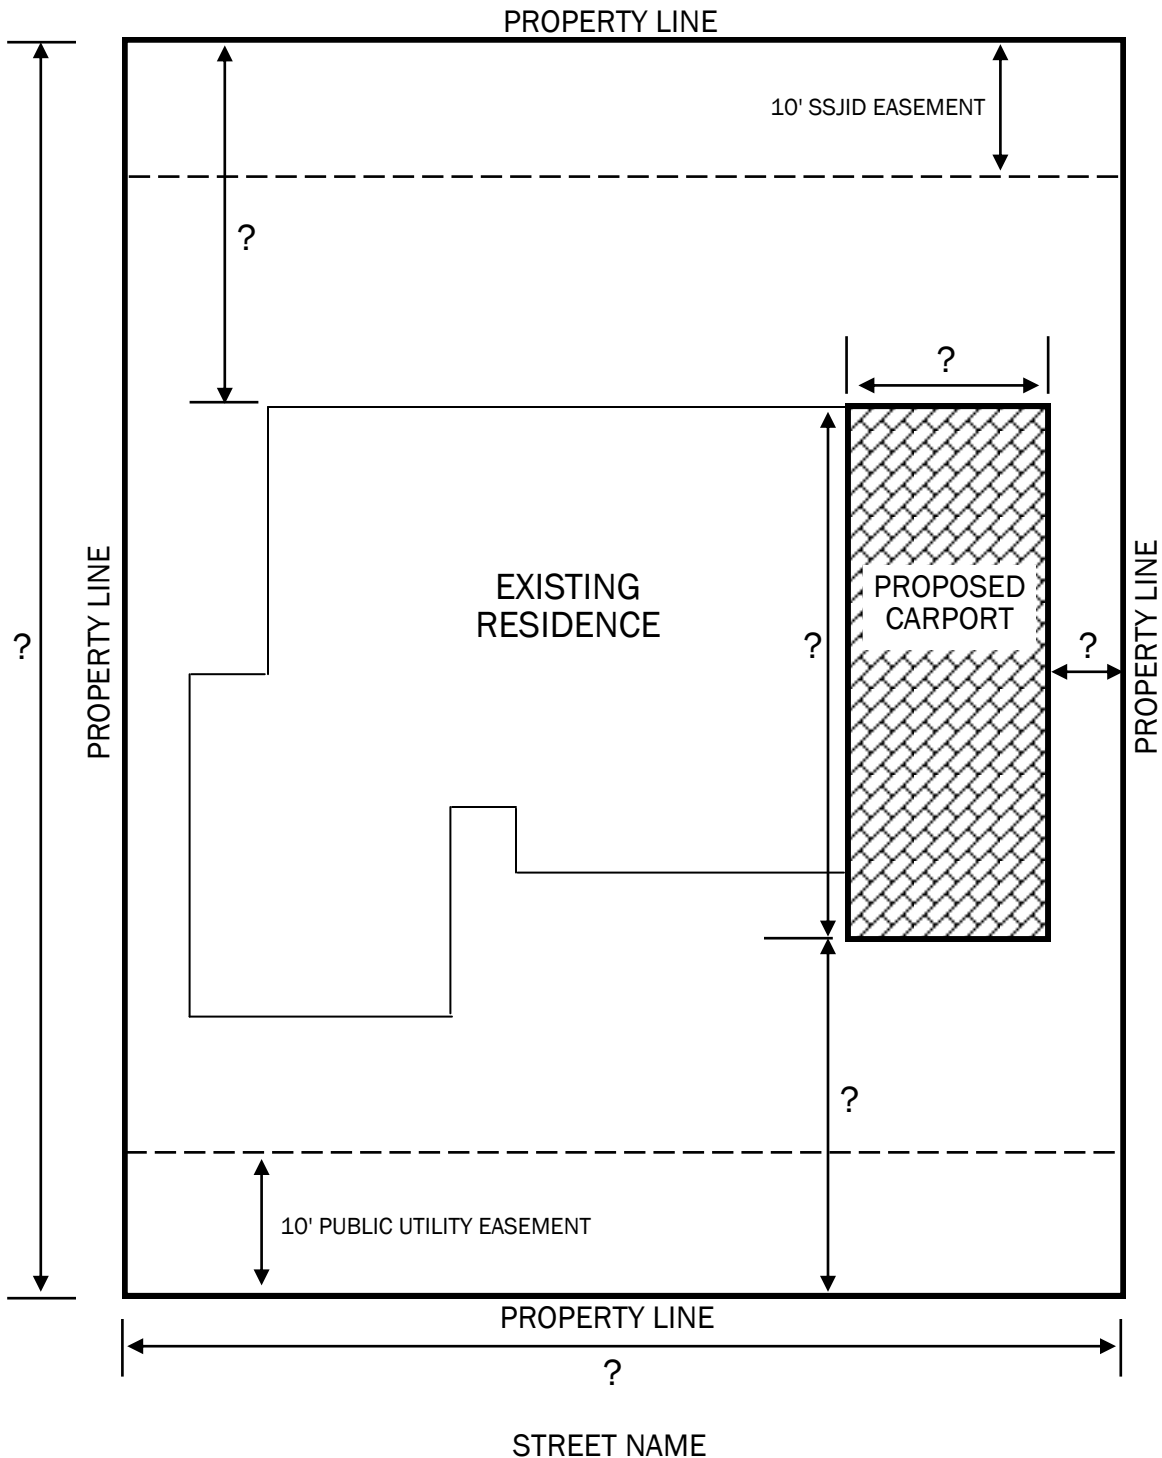 PROPERTY LINE
10' SSJID EASEMENT
?
?
EXISTING
RESIDENCE
PROPOSED
CARPORT
PROPERTY LINE
?
PROPERTY LINE
?
?
?
10' PUBLIC UTILITY EASEMENT
PROPERTY LINE
?
STREET NAME